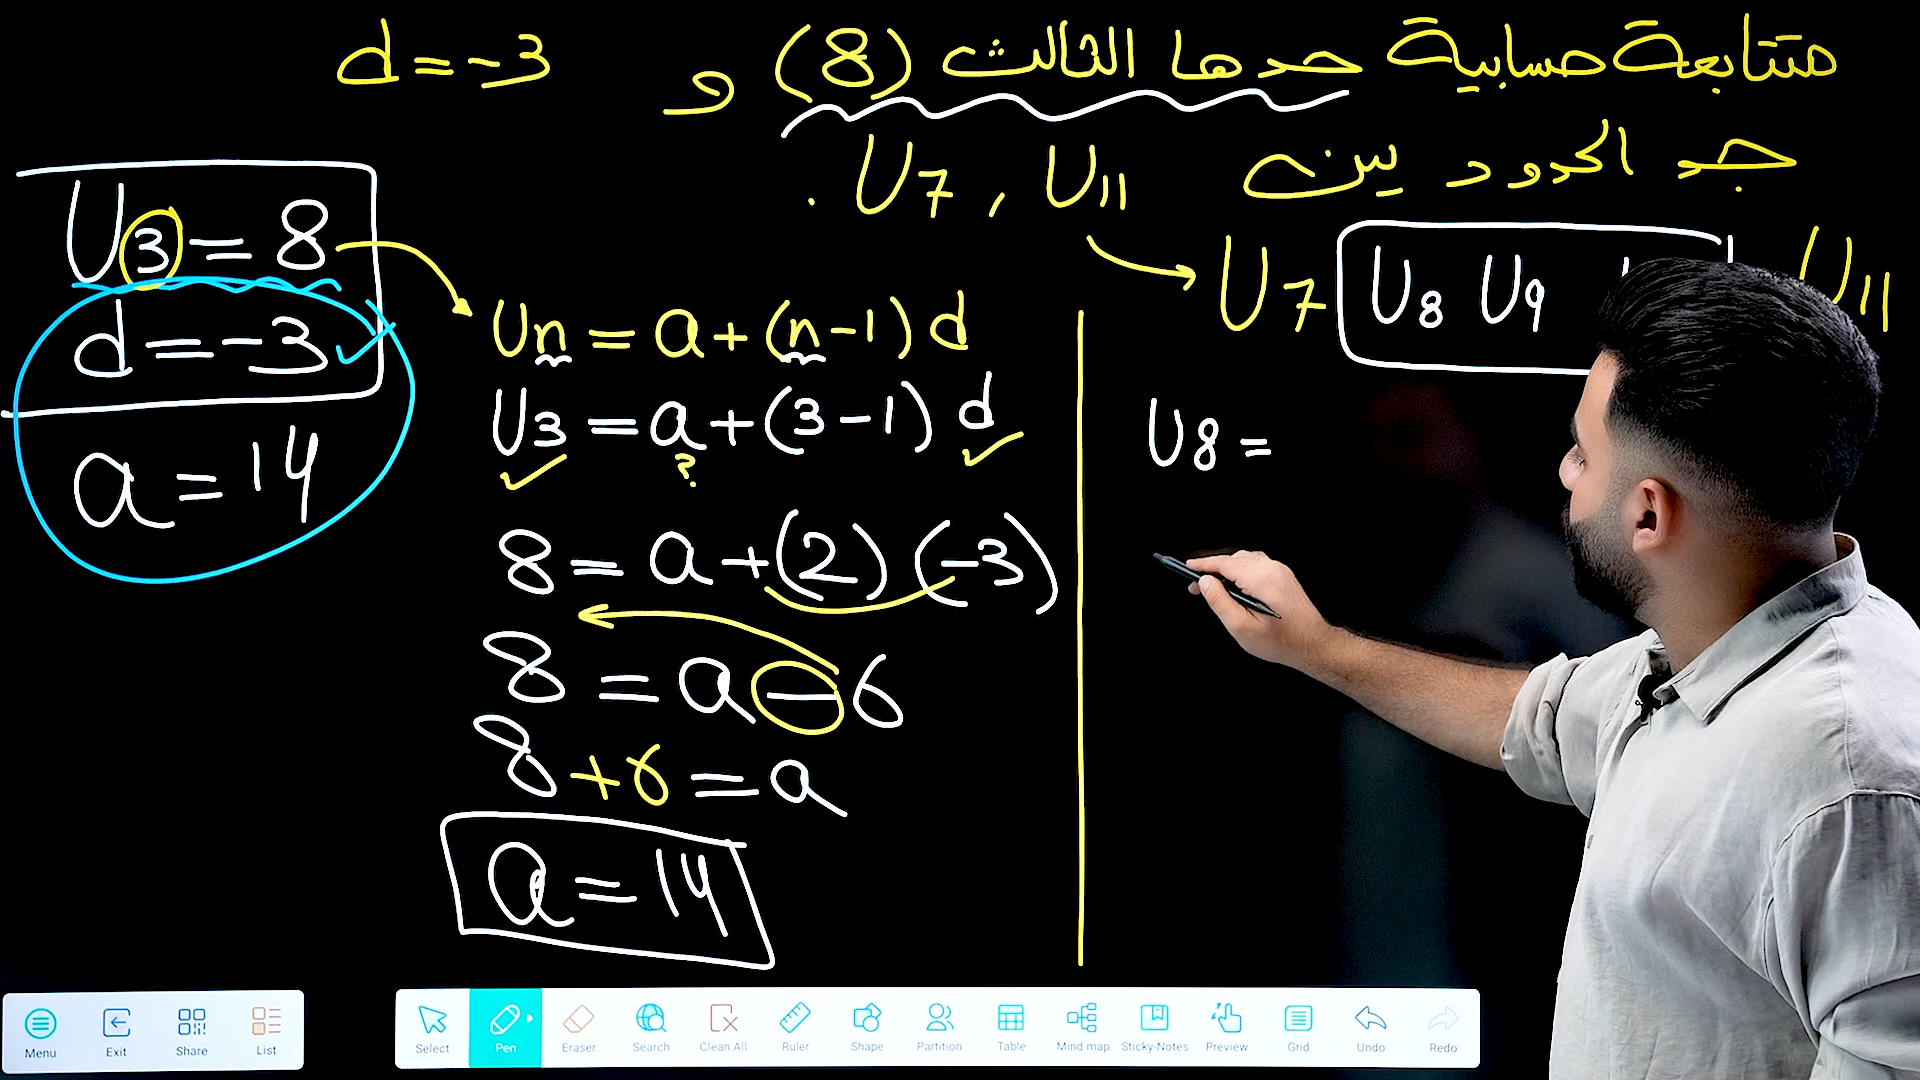 متتابعة حسابية حدها الثالث (8) و d = -3
جد الحدود بين U7 , U11 .
U3 = 8
d = -3
a = 14
Un = a + (n-1) d
U3 = a + (3-1) d
?
8 = a + (2) (-3)
8 = a - 6
8 + 6 = a
a = 14
U7 U8 U9 U11
U8 =
Menu Exit Share List
Select Pen Eraser Search Clean All Ruler Shape Partition Table Mind map Sticky-Notes Preview Grid Undo Redo